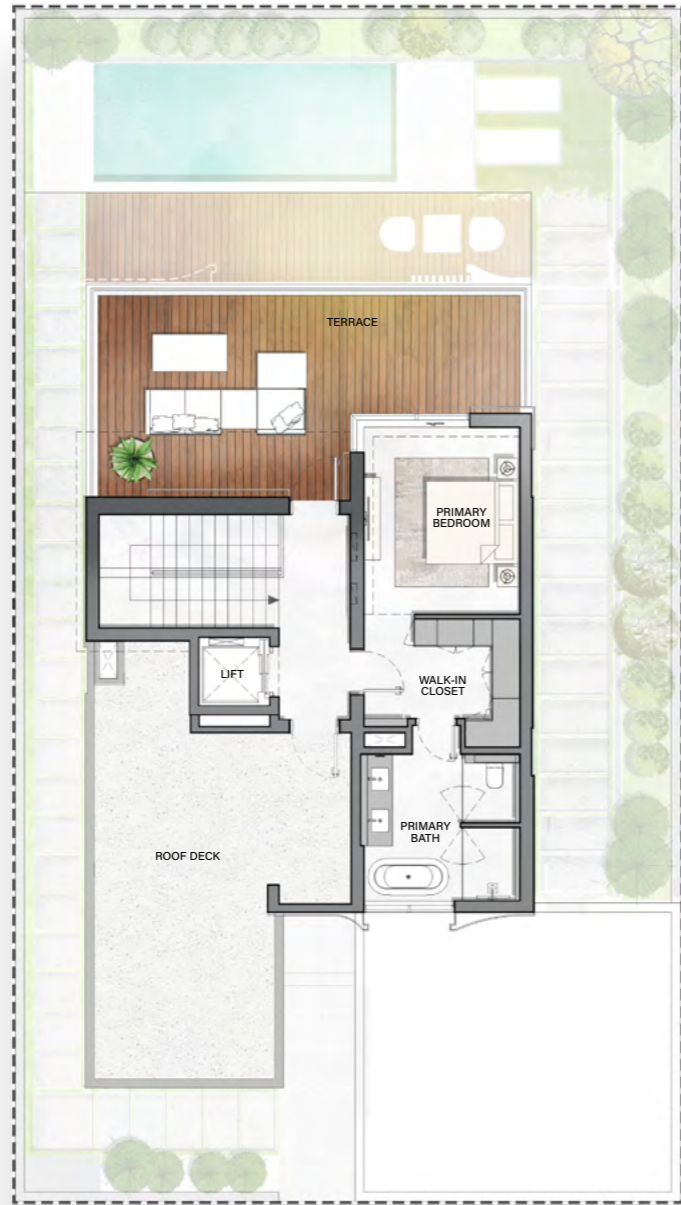 TERRACE
PRIMARY
BEDROOM
LIFT
WALK-IN
CLOSET
PRIMARY
BATH
ROOF DECK